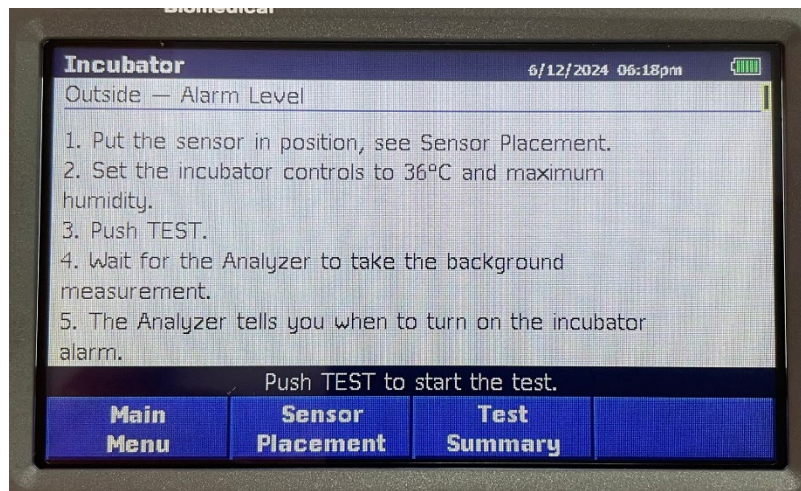 Biomedical
Incubator
6/12/2024 06:18pm
Outside — Alarm Level
1. Put the sensor in position, see Sensor Placement.
2. Set the incubator controls to 36°C and maximum
humidity.
3. Push TEST.
4. Wait for the Analyzer to take the background
measurement.
5. The Analyzer tells you when to turn on the incubator
alarm.
Push TEST to start the test.
Main
Menu
Sensor
Placement
Test
Summary